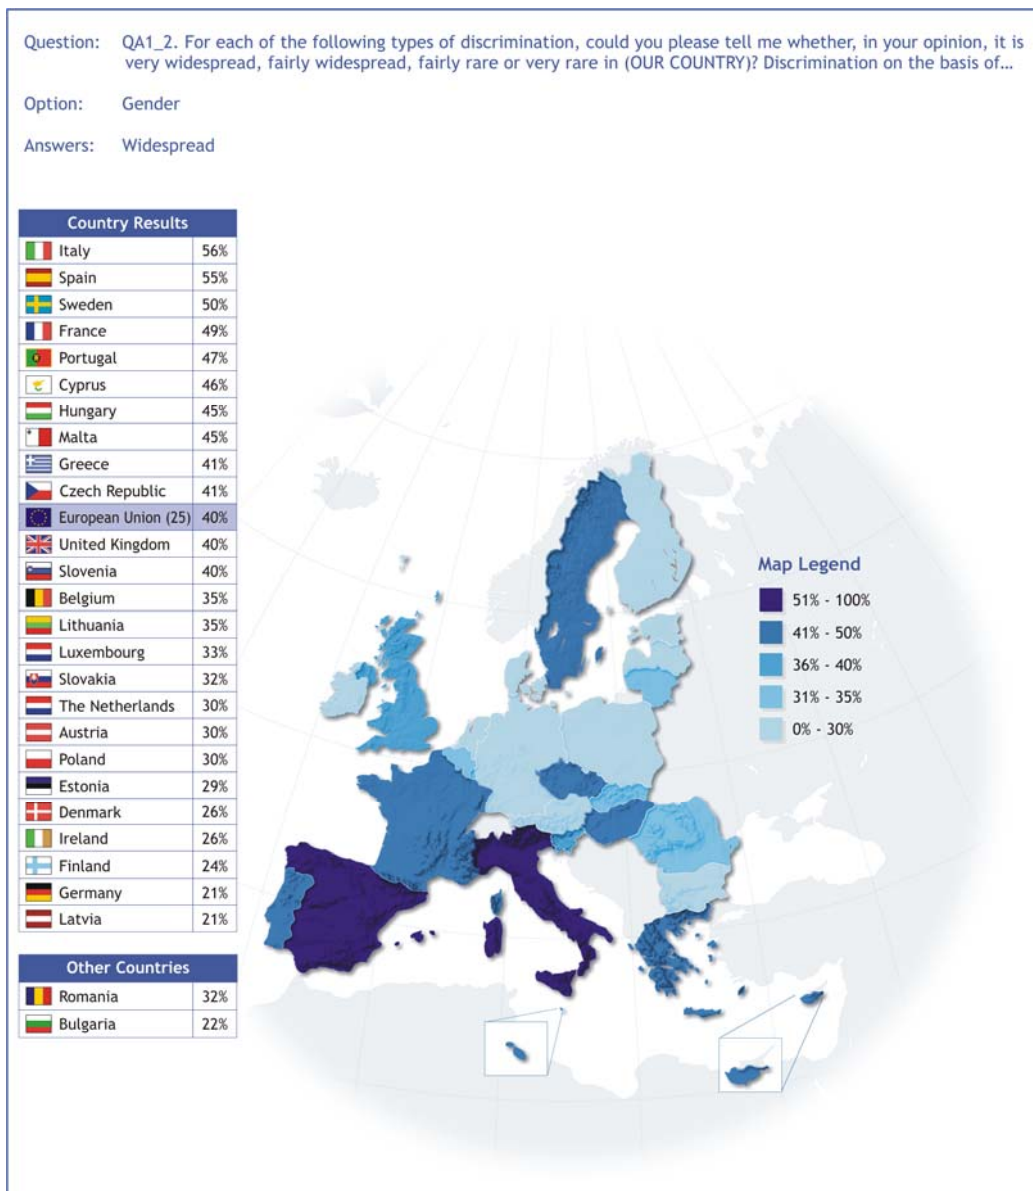 Question: QA1_2. For each of the following types of discrimination, could you please tell me whether, in your opinion, it is
very widespread, fairly widespread, fairly rare or very rare in (OUR COUNTRY)? Discrimination on the basis of...
Option: Gender
Answers: Widespread
Country Results
Italy 56%
Spain 55%
Sweden 50%
France 49%
Portugal 47%
Cyprus 46%
Hungary 45%
Malta 45%
Greece 41%
Czech Republic 41%
European Union (25) 40%
United Kingdom 40%
Slovenia 40%
Belgium 35%
Lithuania 35%
Luxembourg 33%
Slovakia 32%
The Netherlands 30%
Austria 30%
Poland 30%
Estonia 29%
Denmark 26%
Ireland 26%
Finland 24%
Germany 21%
Latvia 21%
Other Countries
Romania 32%
Bulgaria 22%
Map Legend
51% - 100%
41% - 50%
36% - 40%
31% - 35%
0% - 30%